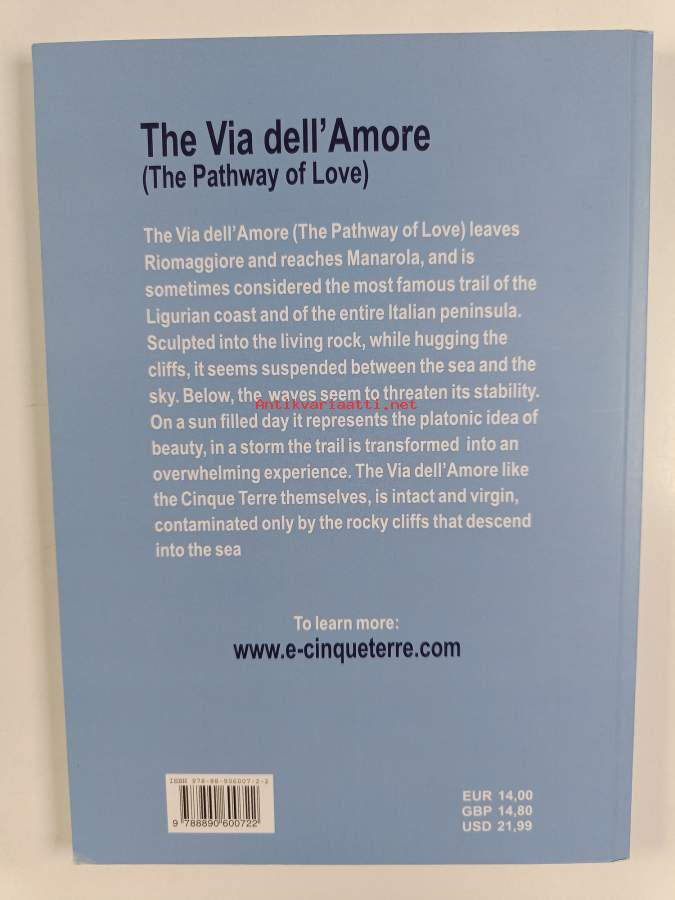 The Via dell'Amore
(The Pathway of Love)
The Via dell'Amore (The Pathway of Love) leaves
Riomaggiore and reaches Manarola, and is
sometimes considered the most famous trail of the
Ligurian coast and of the entire Italian peninsula.
Sculpted into the living rock, while hugging the
cliffs, it seems suspended between the sea and the
sky. Below, the waves seem to threaten its stability.
Antikvariaatti.net
On a sun filled day it represents the platonic idea of
beauty, in a storm the trail is transformed into an
overwhelming experience. The Via dell'Amore like
the Cinque Terre themselves, is intact and virgin,
contaminated only by the rocky cliffs that descend
into the sea
To learn more:
www.e-cinqueterre.com
ISBN 978-88-906007-2-2
9 788890 600722
EUR 14,00
GBP 14,80
USD 21,99